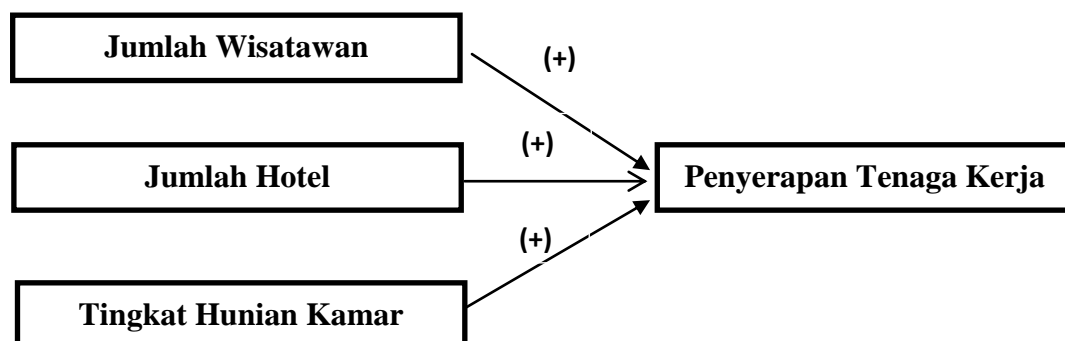 Jumlah Wisatawan
(+)
(+)
Jumlah Hotel
Penyerapan Tenaga Kerja
(+)
Tingkat Hunian Kamar